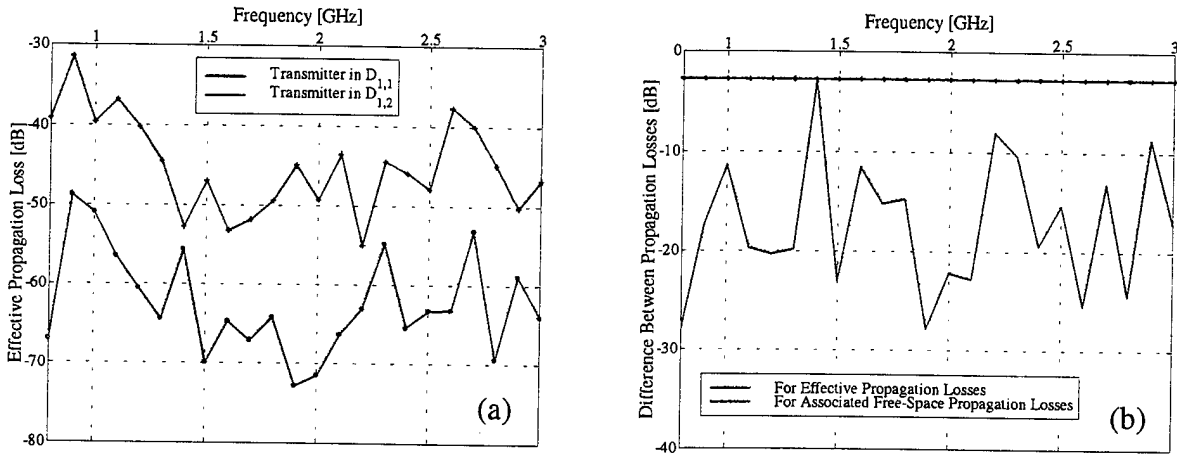 Frequency [GHz]
1 1.5 2 2.5 3
-30
-40
-50
-60
-70
-80
Effective Propagation Loss [dB]
Transmitter in D1,1
Transmitter in D1,2
(a)
Frequency [GHz]
1 1.5 2 2.5 3
0
-10
-20
-30
-40
Difference Between Propagation Losses [dB]
For Effective Propagation Losses
For Associated Free-Space Propagation Losses
(b)